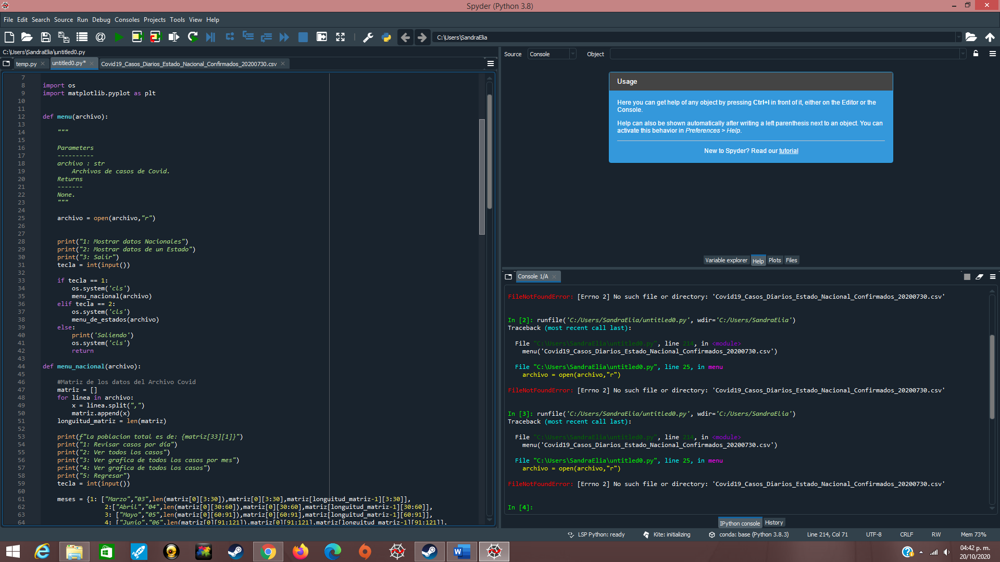 Spyder (Python 3.8)
File Edit Search Source Run Debug Consoles Projects Tools View Help
C:\Users\SandraElia
C:\Users\SandraElia\untitled0.py
temp.py
untitled0.py*
Covid19_Casos_Diarios_Estado_Nacional_Confirmados_20200730.csv
7
8 import os
9 import matplotlib.pyplot as plt
10
11
12 def menu(archivo):
13
14 """
15
16 Parameters
17 ----------
18 archivo : str
19 Archivos de casos de Covid.
20 Returns
21 -------
22 None.
23 """
24
25 archivo = open(archivo,"r")
26
27
28 print("1: Mostrar datos Nacionales")
29 print("2: Mostrar datos de un Estado")
30 print("3: Salir")
31 tecla = int(input())
32
33 if tecla == 1:
34 os.system('cls')
35 menu_nacional(archivo)
36 elif tecla == 2:
37 os.system('cls')
38 menu_de_estados(archivo)
39 else:
40 print('Saliendo')
41 os.system('cls')
42 return
43
44 def menu_nacional(archivo):
45
46 #Matriz de los datos del Archivo Covid
47 matriz = []
48 for linea in archivo:
49 x = linea.split(",")
50 matriz.append(x)
51 longuitud_matriz = len(matriz)
52
53 print(f"La poblacion total es de: {matriz[33][1]}")
54 print("1: Revisar casos por día")
55 print("2: Ver todos los casos")
56 print("3: Ver grafica de todos los casos por mes")
57 print("4: Ver grafica de todos los casos")
58 print("5: Regresar")
59 tecla = int(input())
60
61 meses = {1: ["Marzo","03",len(matriz[0][3:30]),matriz[0][3:30],matriz[longuitud_matriz-1][3:30]],
62 2:["Abril","04",len(matriz[0][30:60]),matriz[0][30:60],matriz[longuitud_matriz-1][30:60]],
63 3: ["Mayo","05",len(matriz[0][60:91]),matriz[0][60:91],matriz[longuitud_matriz-1][60:91]],
64 4: ["Junio","06",len(matriz[0][91:121]),matriz[0][91:121],matriz[longuitud_matriz-1][91:121]],
Source Console Object
Usage
Here you can get help of any object by pressing Ctrl+I in front of it, either on the Editor or the
Console.
Help can also be shown automatically after writing a left parenthesis next to an object. You can
activate this behavior in Preferences > Help.
New to Spyder? Read our tutorial
Variable explorer Help Plots Files
Console 1/A
FileNotFoundError: [Errno 2] No such file or directory: 'Covid19_Casos_Diarios_Estado_Nacional_Confirmados_20200730.csv'
In [2]: runfile('C:/Users/SandraElia/untitled0.py', wdir='C:/Users/SandraElia')
Traceback (most recent call last):
File "C:\Users\SandraElia\untitled0.py", line 214, in <module>
menu('Covid19_Casos_Diarios_Estado_Nacional_Confirmados_20200730.csv')
File "C:\Users\SandraElia\untitled0.py", line 25, in menu
archivo = open(archivo,"r")
FileNotFoundError: [Errno 2] No such file or directory: 'Covid19_Casos_Diarios_Estado_Nacional_Confirmados_20200730.csv'
In [3]: runfile('C:/Users/SandraElia/untitled0.py', wdir='C:/Users/SandraElia')
Traceback (most recent call last):
File "C:\Users\SandraElia\untitled0.py", line 214, in <module>
menu('Covid19_Casos_Diarios_Estado_Nacional_Confirmados_20200730.csv')
File "C:\Users\SandraElia\untitled0.py", line 25, in menu
archivo = open(archivo,"r")
FileNotFoundError: [Errno 2] No such file or directory: 'Covid19_Casos_Diarios_Estado_Nacional_Confirmados_20200730.csv'
In [4]:
IPython console History
LSP Python: ready Kite: initializing conda: base (Python 3.8.3) Line 214, Col 71 UTF-8 CRLF RW Mem 73%
04:42 p. m.
20/10/2020